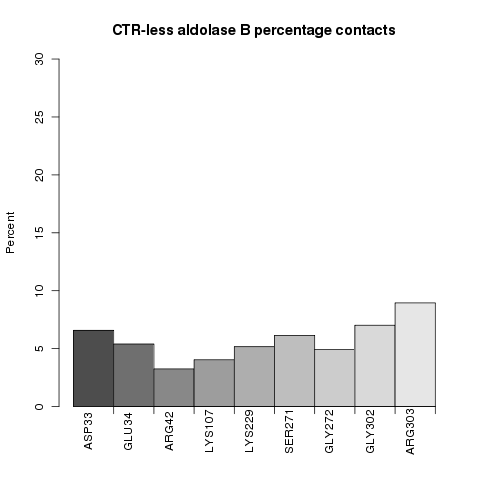 CTR-less aldolase B percentage contacts
Percent
30
25
20
15
10
5
0
ASP33
GLU34
ARG42
LYS107
LYS229
SER271
GLY272
GLY302
ARG303